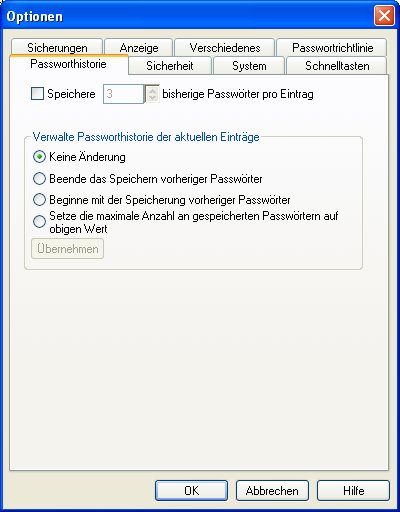 Optionen
Sicherungen Anzeige Verschiedenes Passwortrichtlinie
Passworthistorie Sicherheit System Schnelltasten
Speichere 3 bisherige Passwörter pro Eintrag
Verwalte Passworthistorie der aktuellen Einträge
Keine Änderung
Beende das Speichern vorheriger Passwörter
Beginne mit der Speicherung vorheriger Passwörter
Setze die maximale Anzahl an gespeicherten Passwörtern auf
obigen Wert
Übernehmen
OK Abbrechen Hilfe